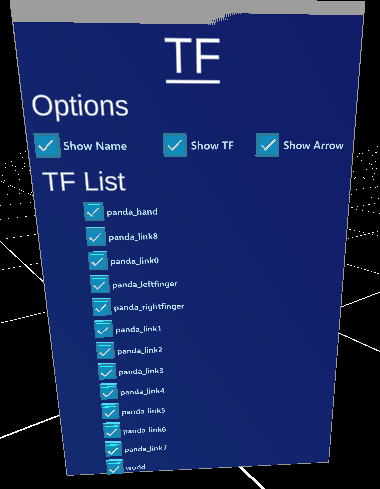 TF
Options
Show Name Show TF Show Arrow
TF List
panda_hand
panda_link8
panda_link0
panda_leftfinger
panda_rightfinger
panda_link1
panda_link2
panda_link3
panda_link4
panda_link5
panda_link6
panda_link7
world